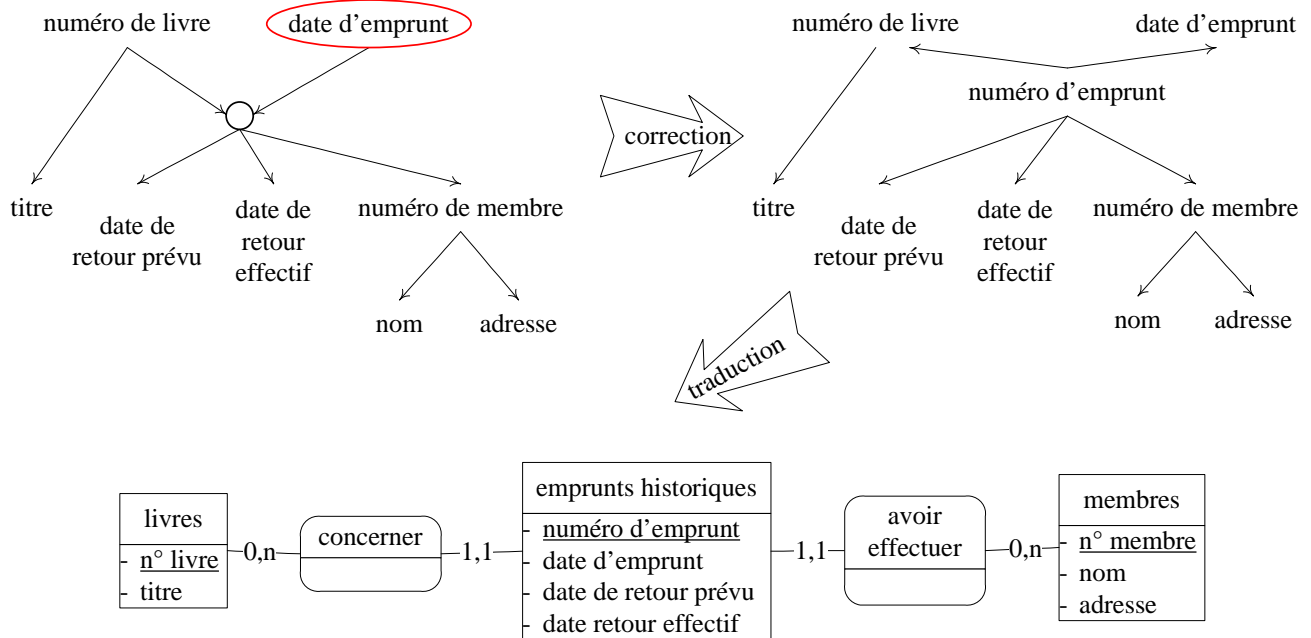 numéro de livre
date d'emprunt
titre
date de
retour prévu
date de
retour
effectif
numéro de membre
nom
adresse
correction
numéro de livre
date d'emprunt
numéro d'emprunt
titre
date de
retour prévu
date de
retour
effectif
numéro de membre
nom
adresse
traduction
livres
- n° livre
- titre
0,n
concerner
1,1
emprunts historiques
- numéro d'emprunt
- date d'emprunt
- date de retour prévu
- date retour effectif
1,1
avoir
effectuer
0,n
membres
- n° membre
- nom
- adresse